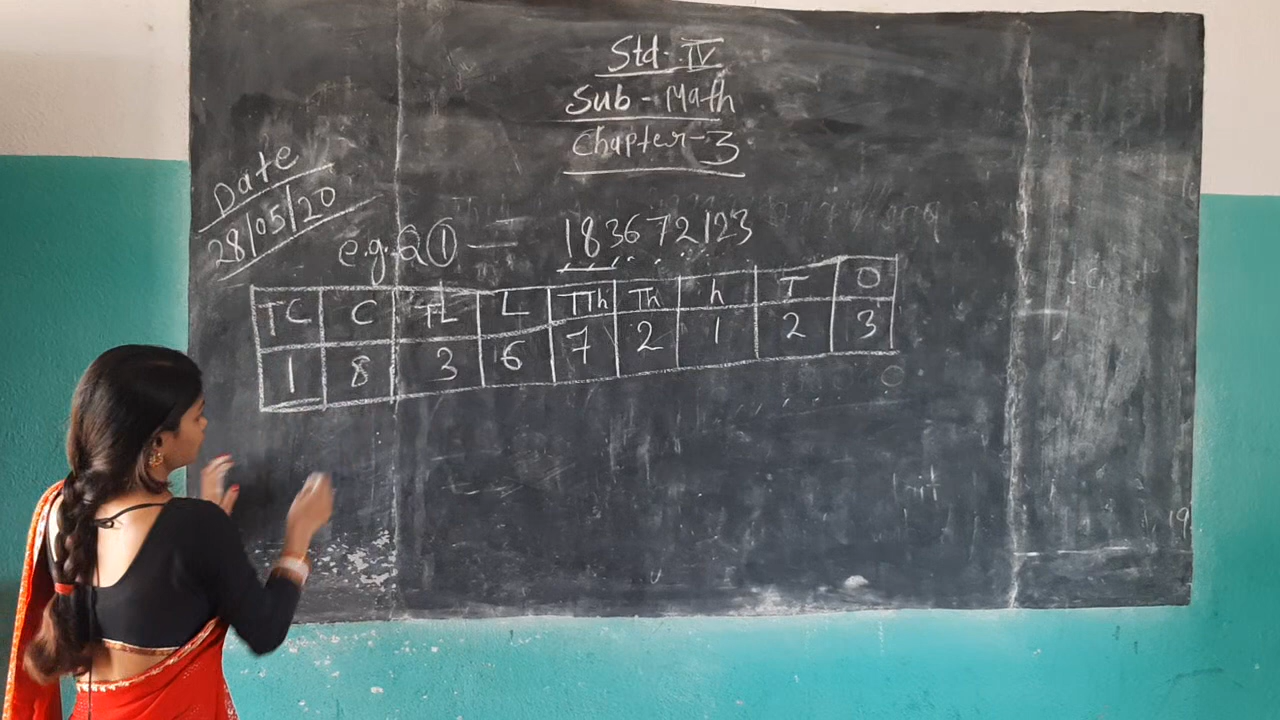 Std- IV
Sub - Math
Chapter-3
Date
28/05/20
e.g. Q ① — 183672123
TC C TL L TTh Th h T O
1 8 3 6 7 2 1 2 3